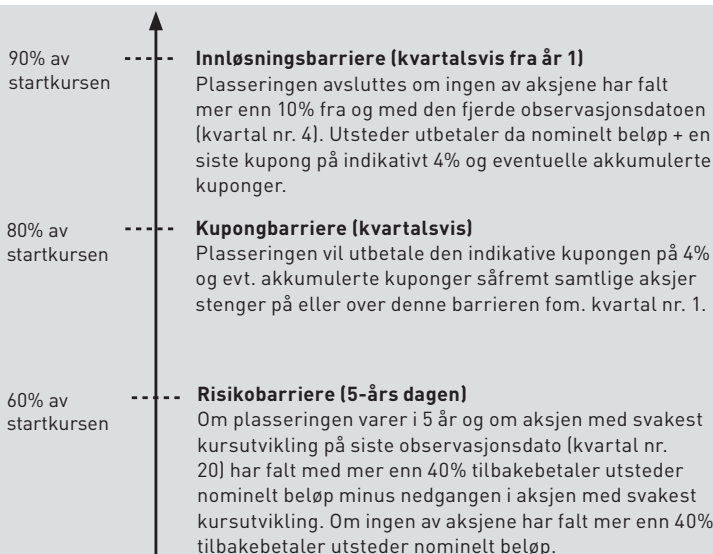 90% av
startkursen
Innløsningsbarriere (kvartalsvis fra år 1)
Plasseringen avsluttes om ingen av aksjene har falt
mer enn 10% fra og med den fjerde observasjonsdatoen
(kvartal nr. 4). Utsteder utbetaler da nominelt beløp + en
siste kupong på indikativt 4% og eventuelle akkumulerte
kuponger.
80% av
startkursen
Kupongbarriere (kvartalsvis)
Plasseringen vil utbetale den indikative kupongen på 4%
og evt. akkumulerte kuponger såfremt samtlige aksjer
stenger på eller over denne barrieren fom. kvartal nr. 1.
60% av
startkursen
Risikobarriere (5-års dagen)
Om plasseringen varer i 5 år og om aksjen med svakest
kursutvikling på siste observasjonsdato (kvartal nr.
20) har falt med mer enn 40% tilbakebetaler utsteder
nominelt beløp minus nedgangen i aksjen med svakest
kursutvikling. Om ingen av aksjene har falt mer enn 40%
tilbakebetaler utsteder nominelt beløp.